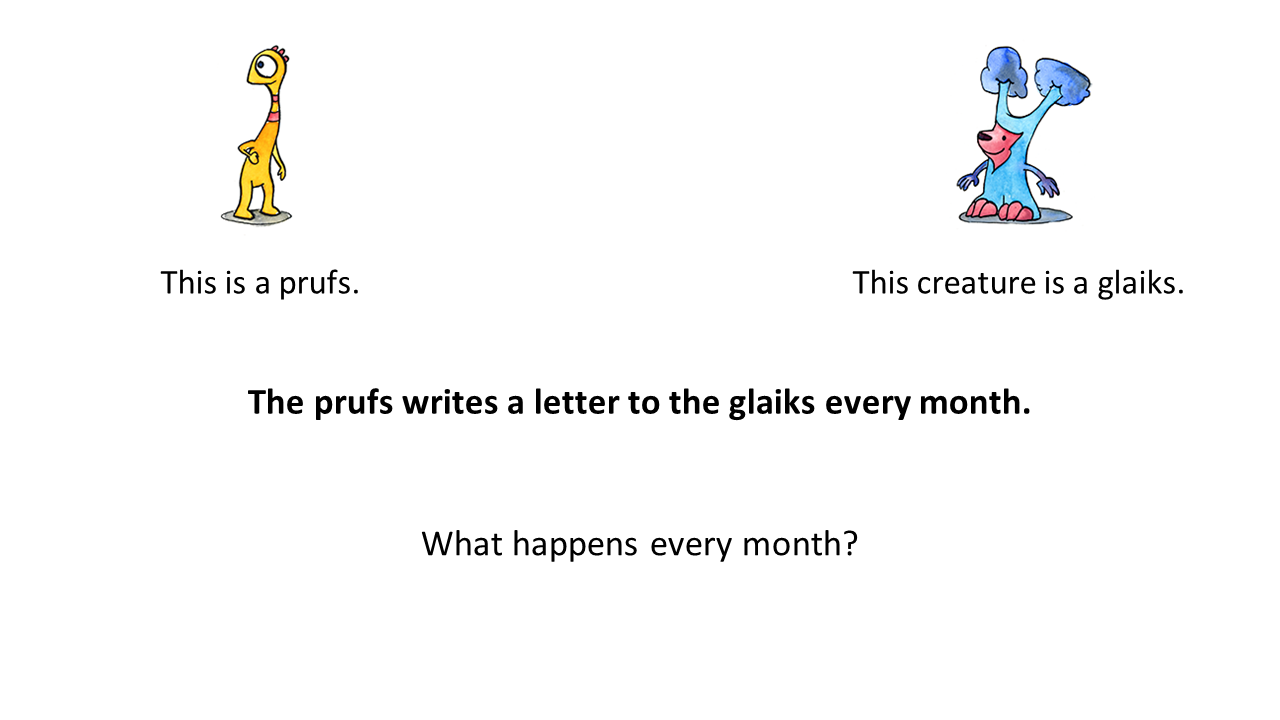 This is a prufs.
This creature is a glaiks.
The prufs writes a letter to the glaiks every month.
What happens every month?